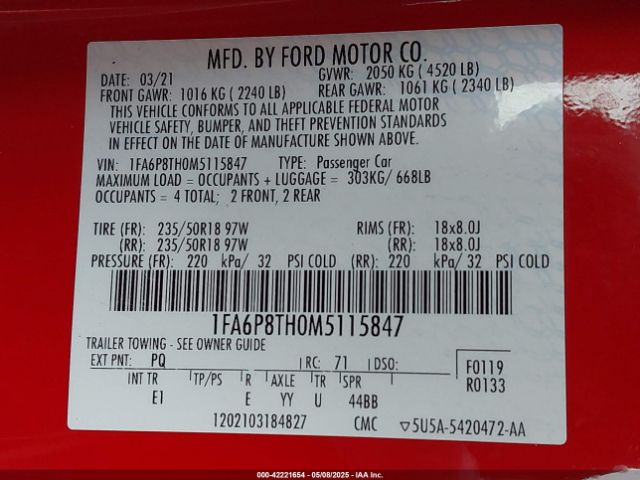 MFD. BY FORD MOTOR CO.
DATE: 03/21 GVWR: 2050 KG ( 4520 LB)
FRONT GAWR: 1016 KG ( 2240 LB) REAR GAWR: 1061 KG ( 2340 LB)
THIS VEHICLE CONFORMS TO ALL APPLICABLE FEDERAL MOTOR
VEHICLE SAFETY, BUMPER, AND THEFT PREVENTION STANDARDS
IN EFFECT ON THE DATE OF MANUFACTURE SHOWN ABOVE.
VIN: 1FA6P8TH0M5115847 TYPE: Passenger Car
MAXIMUM LOAD = OCCUPANTS + LUGGAGE = 303KG/ 668LB
OCCUPANTS = 4 TOTAL; 2 FRONT, 2 REAR
TIRE (FR): 235/50R18 97W RIMS (FR): 18x8.0J
(RR): 235/50R18 97W (RR): 18x8.0J
PRESSURE (FR): 220 kPa/ 32 PSI COLD (RR): 220 kPa/ 32 PSI COLD
1FA6P8TH0M5115847
TRAILER TOWING - SEE OWNER GUIDE
EXT PNT: PQ RC: 71 DSO: F0119
INT TR TP/PS R AXLE TR SPR R0133
E1 E YY U 44BB
1202103184827 CMC ▽5U5A-5420472-AA
000-42221654 - 05/08/2025 - IAA Inc.